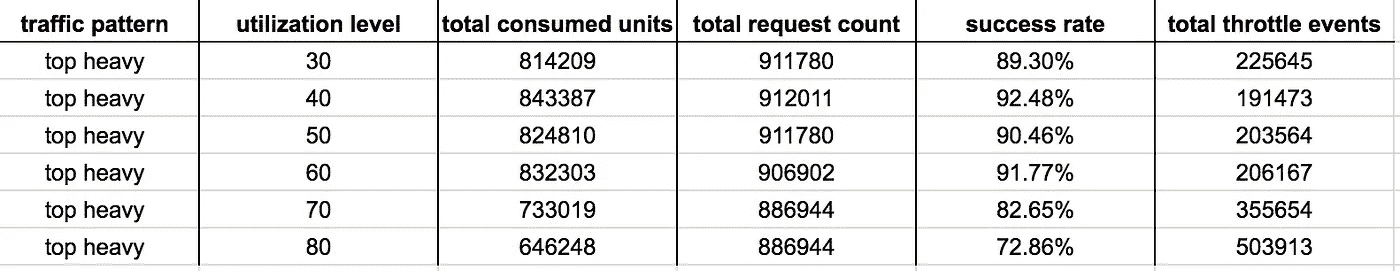 traffic pattern utilization level total consumed units total request count success rate total throttle events
top heavy 30 814209 911780 89.30% 225645
top heavy 40 843387 912011 92.48% 191473
top heavy 50 824810 911780 90.46% 203564
top heavy 60 832303 906902 91.77% 206167
top heavy 70 733019 886944 82.65% 355654
top heavy 80 646248 886944 72.86% 503913